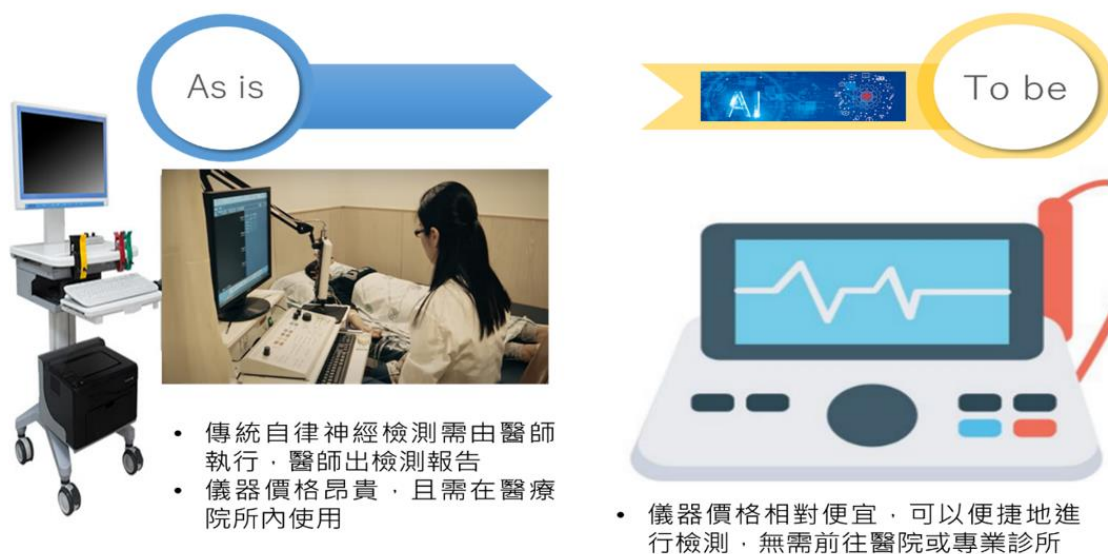 As is
AI
To be
• 傳統自律神經檢測需由醫師
執行，醫師出檢測報告
• 儀器價格昂貴，且需在醫療
院所內使用
• 儀器價格相對便宜，可以便捷地進
行檢測，無需前往醫院或專業診所